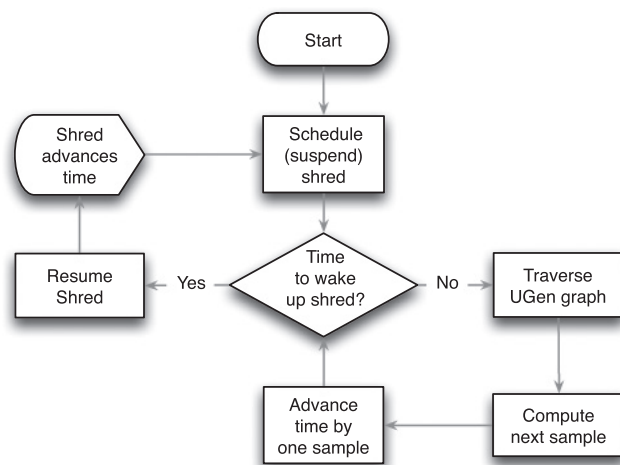 Start
Shred
advances
time
Schedule
(suspend)
shred
Resume
Shred
Yes
Time
to wake
up shred?
No
Traverse
UGen graph
Advance
time by
one sample
Compute
next sample